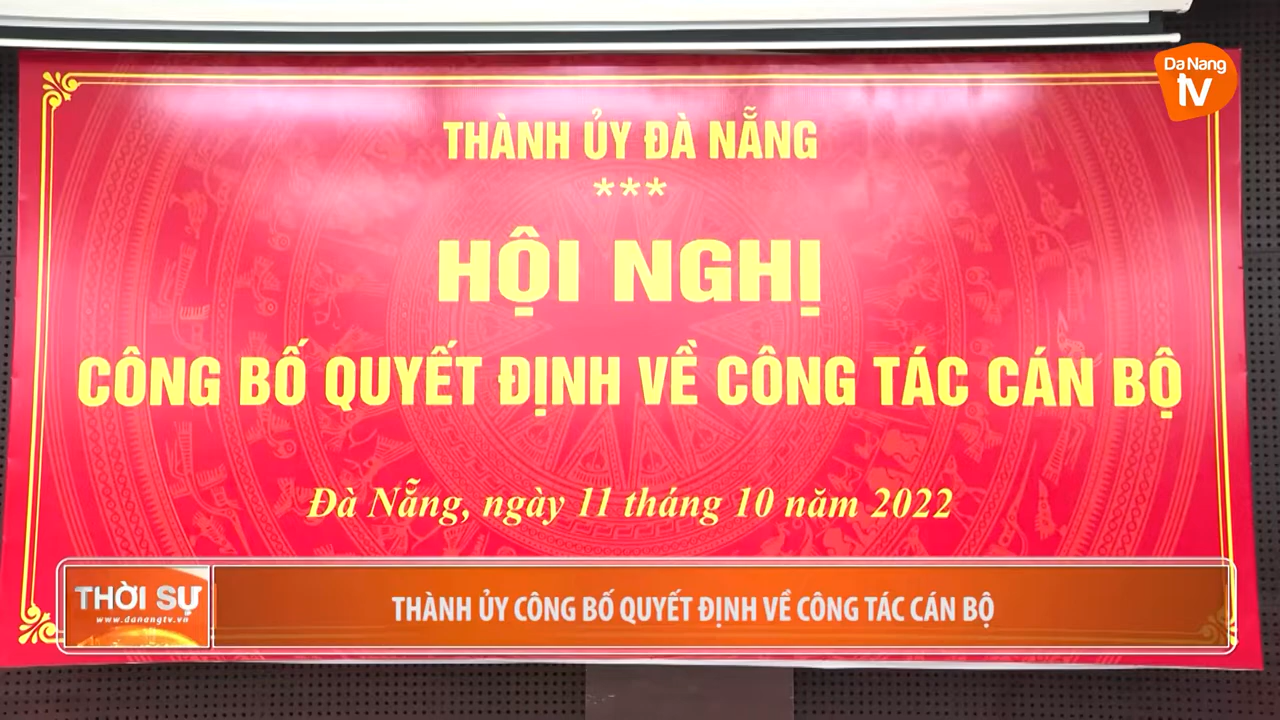 Da Nang
tv
THÀNH ỦY ĐÀ NẴNG
***
HỘI NGHỊ
CÔNG BỐ QUYẾT ĐỊNH VỀ CÔNG TÁC CÁN BỘ
Đà Nẵng, ngày 11 tháng 10 năm 2022
THỜI SỰ
www.danangtv.vn
THÀNH ỦY CÔNG BỐ QUYẾT ĐỊNH VỀ CÔNG TÁC CÁN BỘ